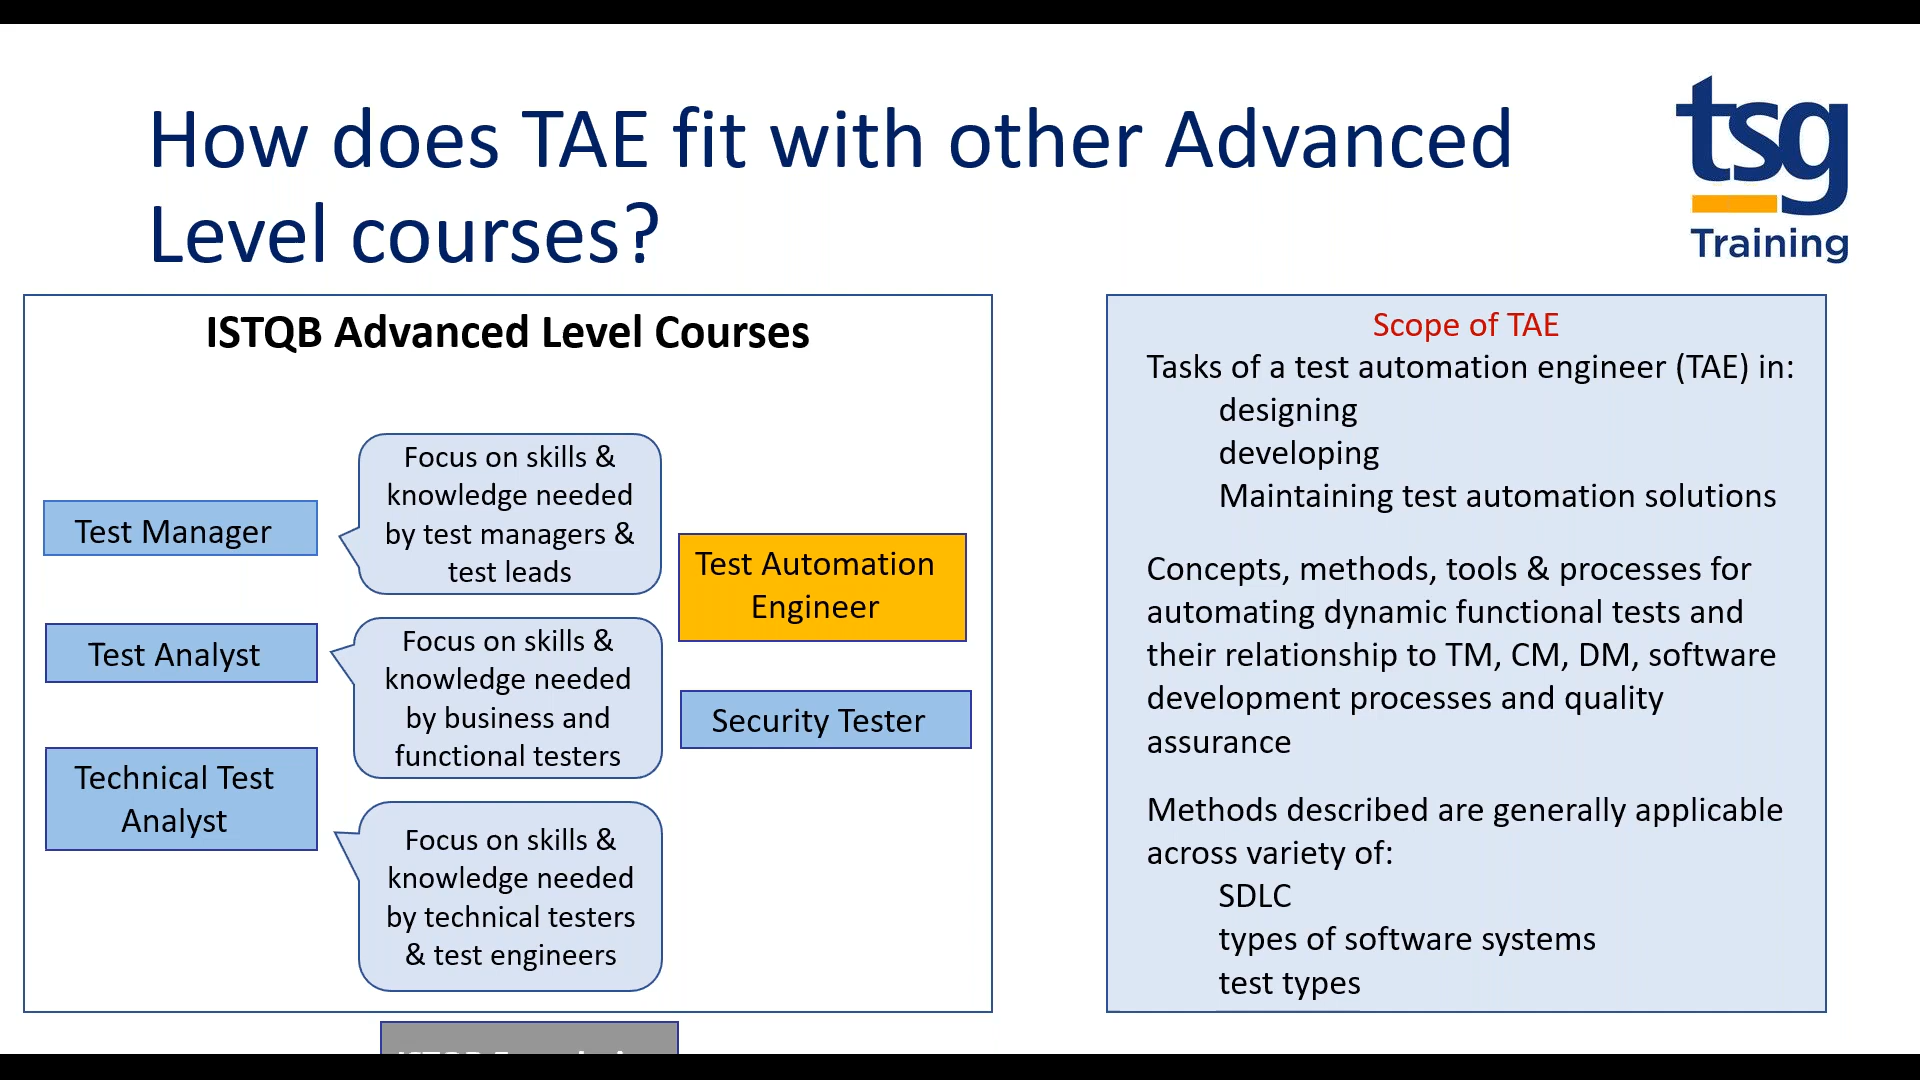 How does TAE fit with other Advanced
Level courses?
tsg
Training
ISTQB Advanced Level Courses
Test Manager
Focus on skills &
knowledge needed
by test managers &
test leads
Test Analyst
Focus on skills &
knowledge needed
by business and
functional testers
Technical Test
Analyst
Focus on skills &
knowledge needed
by technical testers
& test engineers
Test Automation
Engineer
Security Tester
Scope of TAE
Tasks of a test automation engineer (TAE) in:
designing
developing
Maintaining test automation solutions
Concepts, methods, tools & processes for
automating dynamic functional tests and
their relationship to TM, CM, DM, software
development processes and quality
assurance
Methods described are generally applicable
across variety of:
SDLC
types of software systems
test types